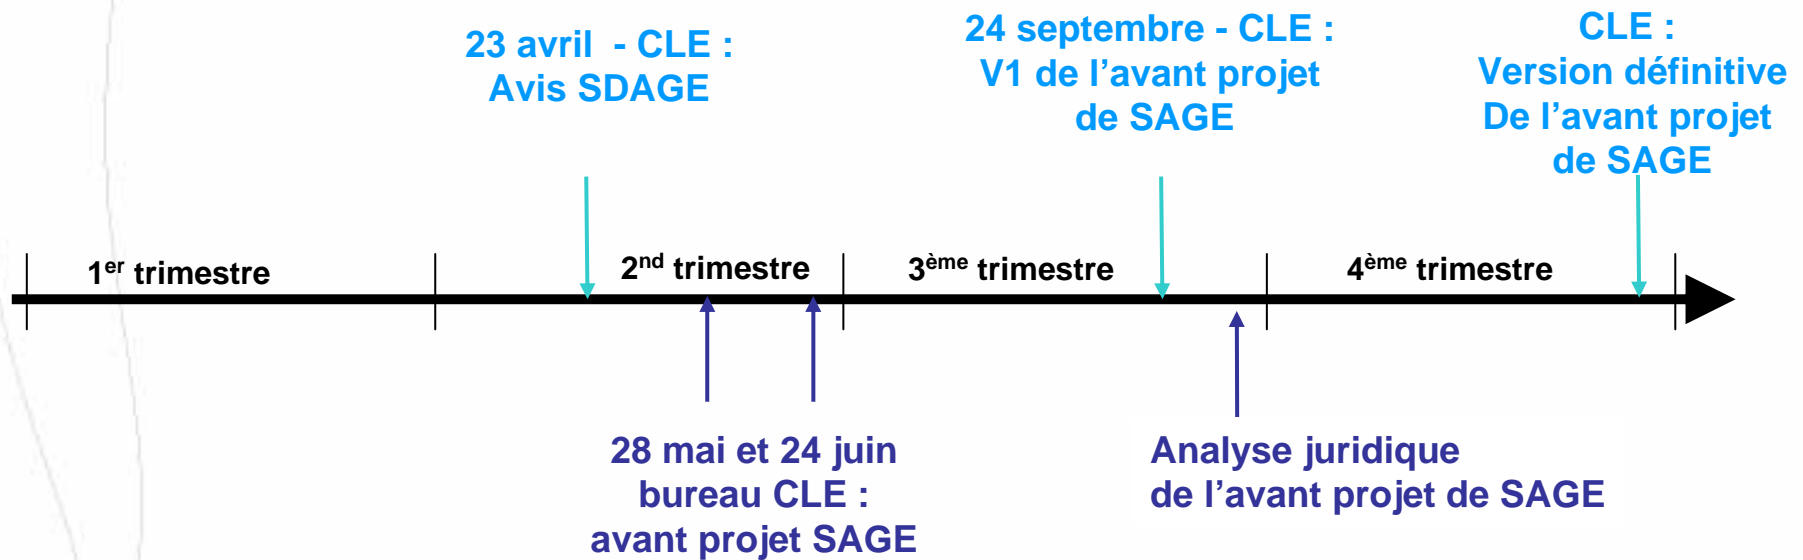 23 avril - CLE :
Avis SDAGE
24 septembre - CLE :
V1 de l’avant projet
de SAGE
CLE :
Version définitive
De l’avant projet
de SAGE
1er trimestre
2nd trimestre
3ème trimestre
4ème trimestre
28 mai et 24 juin
bureau CLE :
avant projet SAGE
Analyse juridique
de l’avant projet de SAGE